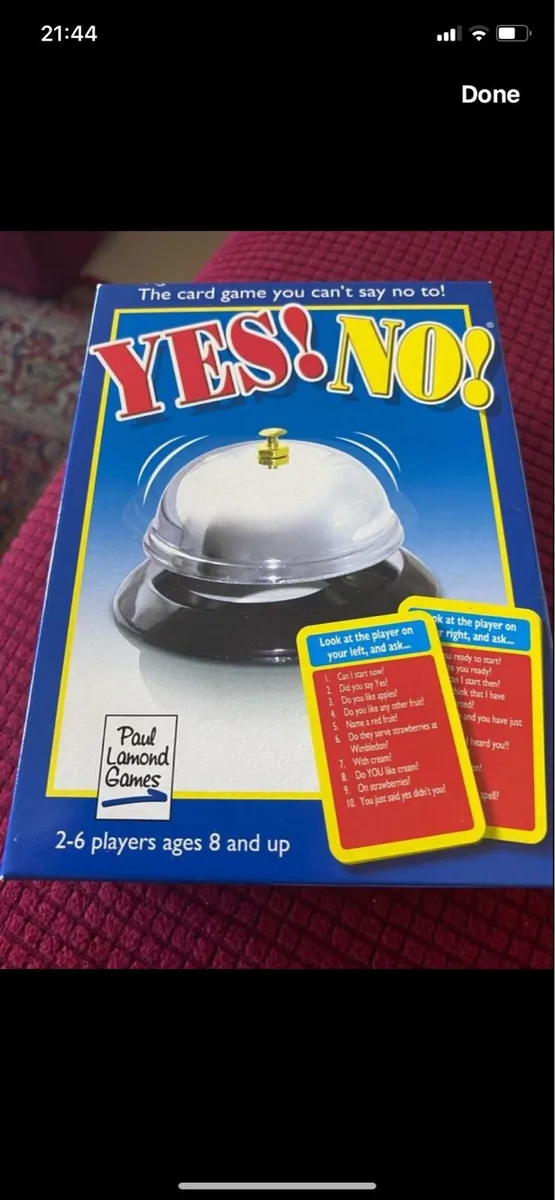 21:44
Done
The card game you can't say no to!
YES! NO!®
Look at the player on
your left, and ask...
1. Can I start now?
2. Did you say Yes?
3. Do you like apples?
4. Do you like any other fruit?
5. Name a red fruit!
6. Do they serve strawberries at
Wimbledon?
7. With cream?
8. Do YOU like cream?
9. On strawberries?
10. You just said yes didn't you?
look at the player on
right, and ask...
ready to start?
you ready?
I start then?
think that I have
and you have just
heard you!!
spell?
Paul
Lamond
Games
2-6 players ages 8 and up